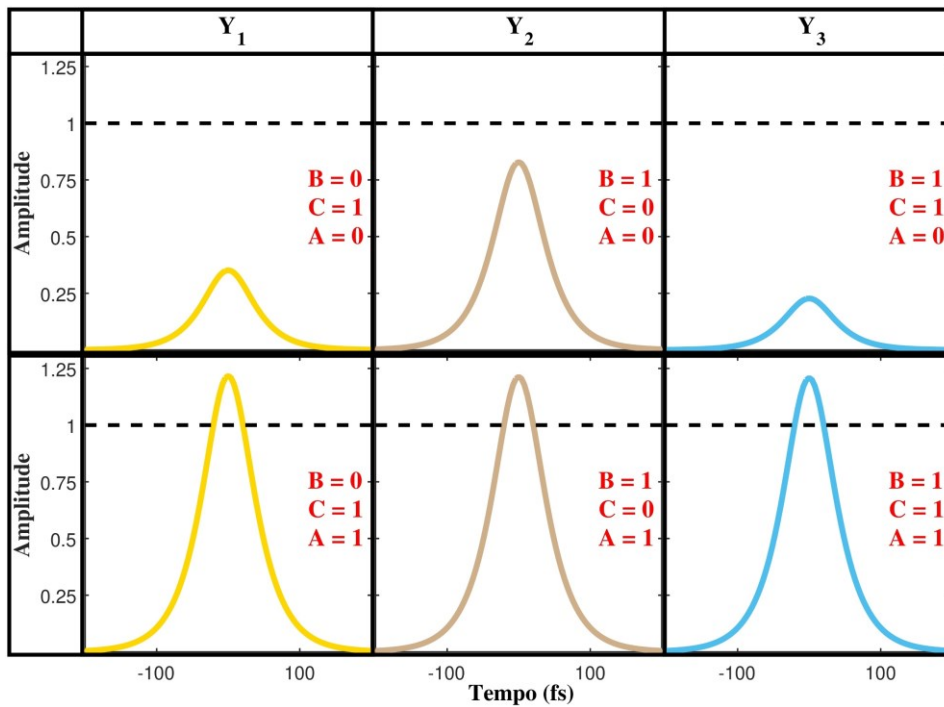 Y1 Y2 Y3
1.25
1
0.75
0.5
0.25
Amplitude
B = 0
C = 1
A = 0
B = 1
C = 0
A = 0
B = 1
C = 1
A = 0
1.25
1
0.75
0.5
0.25
Amplitude
B = 0
C = 1
A = 1
B = 1
C = 0
A = 1
B = 1
C = 1
A = 1
-100 100 -100 100 -100 100
Tempo (fs)